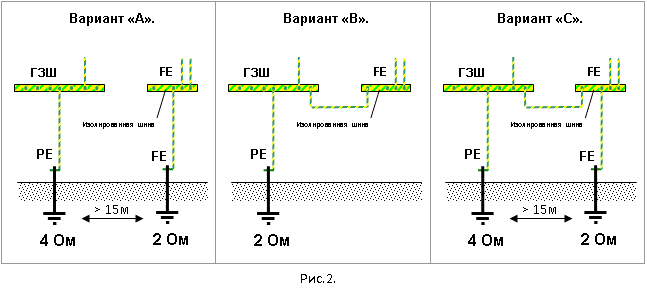 Вариант «А».
ГЗШ
FE
Изолированная шина
PE
FE
> 15м
4 Ом
2 Ом
Вариант «В».
ГЗШ
FE
Изолированная шина
PE
2 Ом
Вариант «С».
ГЗШ
FE
Изолированная шина
PE
FE
> 15м
4 Ом
2 Ом
Рис.2.